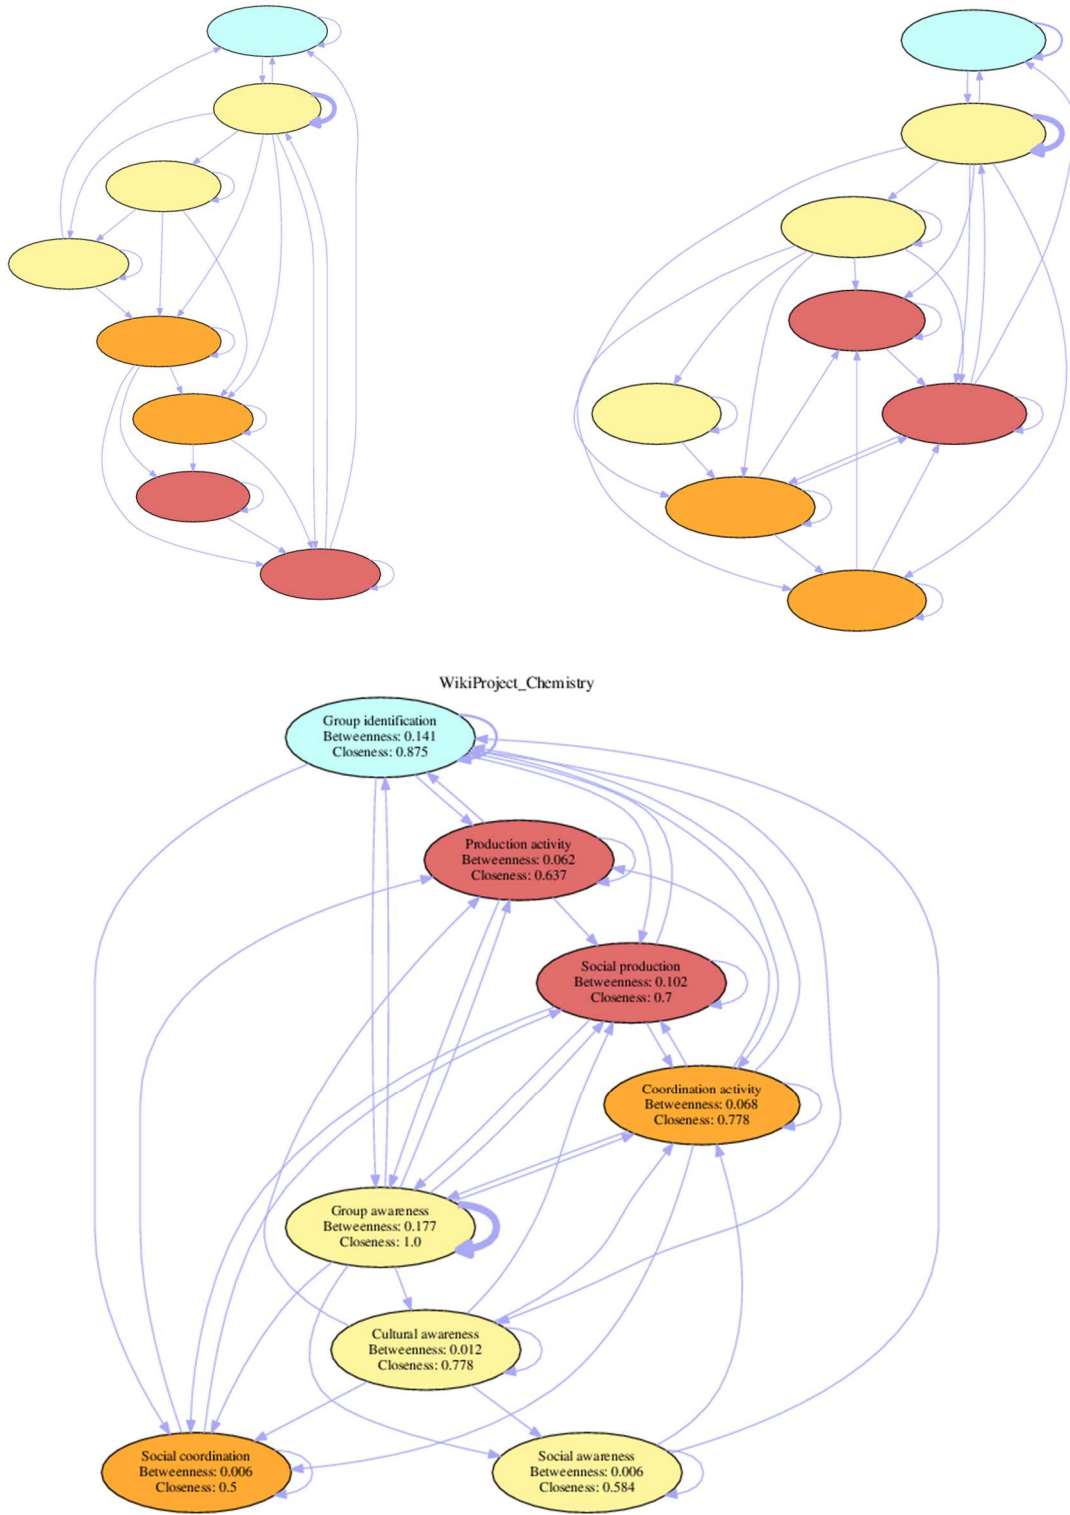 WikiProject_Chemistry
Group identification
Betweenness: 0.141
Closeness: 0.875
Production activity
Betweenness: 0.062
Closeness: 0.637
Social production
Betweenness: 0.102
Closeness: 0.7
Coordination activity
Betweenness: 0.068
Closeness: 0.778
Group awareness
Betweenness: 0.177
Closeness: 1.0
Cultural awareness
Betweenness: 0.012
Closeness: 0.778
Social coordination
Betweenness: 0.006
Closeness: 0.5
Social awareness
Betweenness: 0.006
Closeness: 0.584